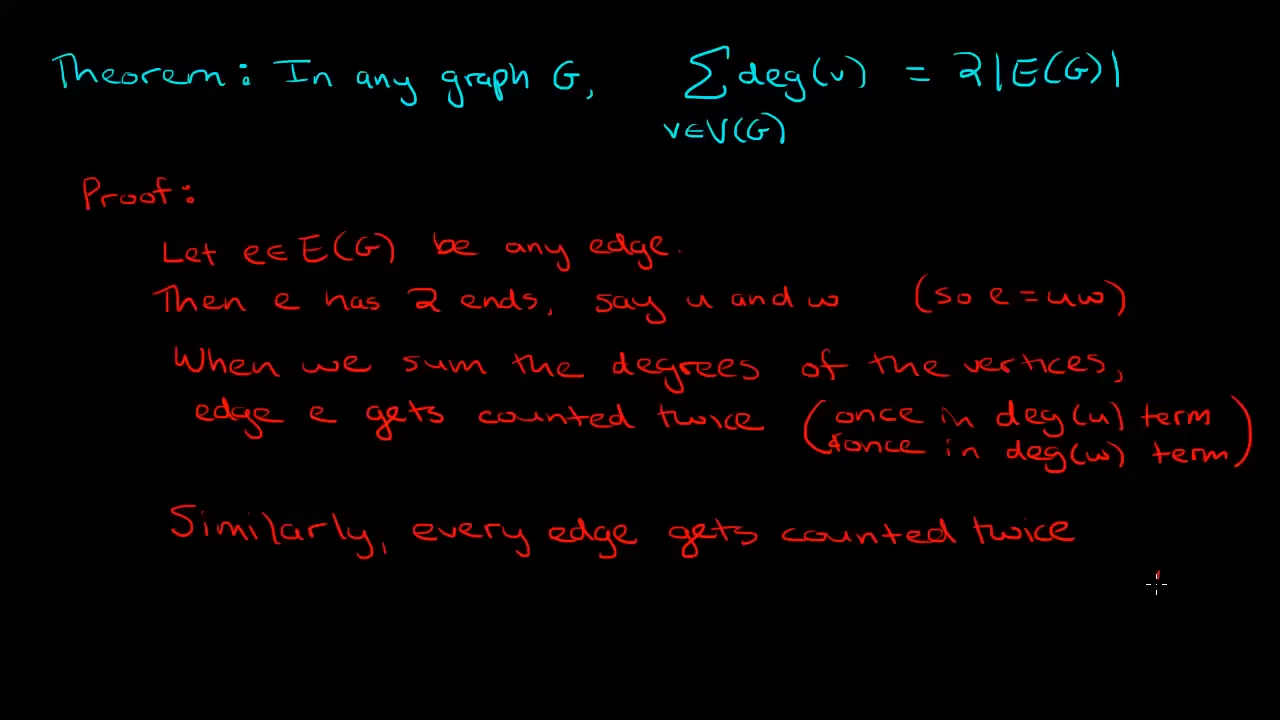 Theorem: In any graph G, ∑ deg(v) = 2|E(G)|
v∈V(G)
Proof:
Let e∈E(G) be any edge.
Then e has 2 ends, say u and w (so e = uw)
When we sum the degrees of the vertices,
edge e gets counted twice (once in deg(u) term
& once in deg(w) term)
Similarly, every edge gets counted twice